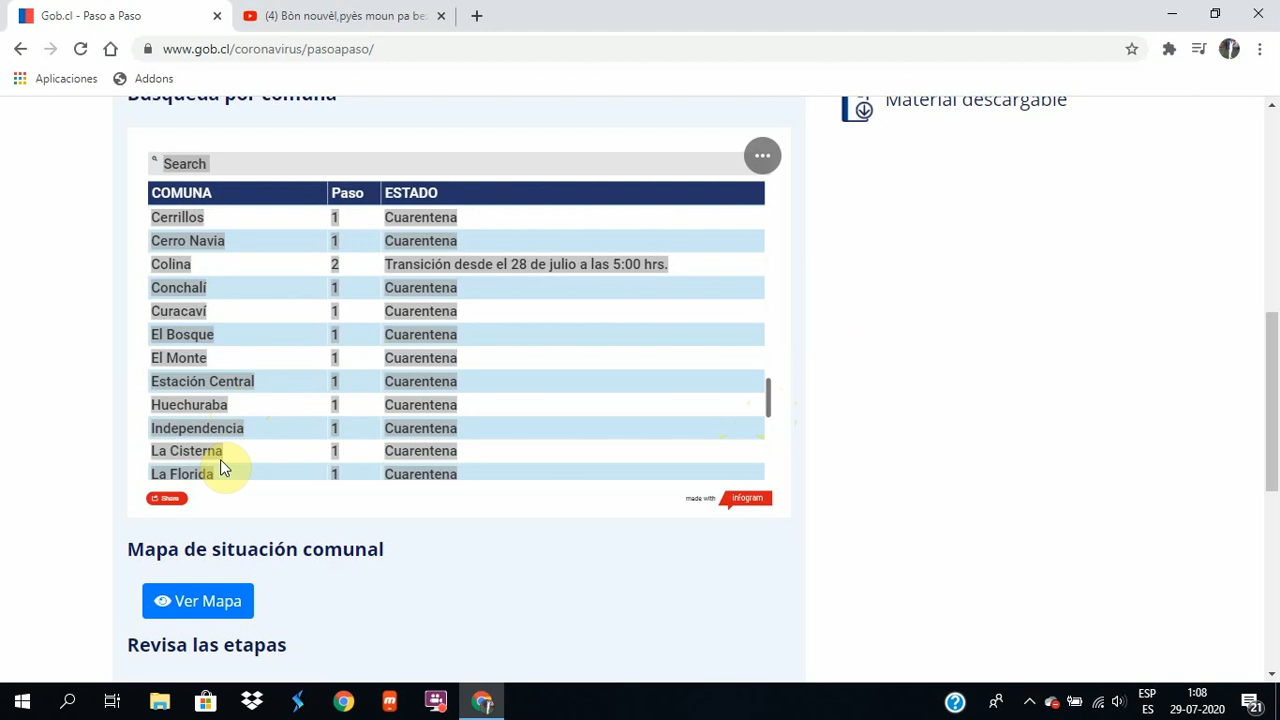 Gob.cl - Paso a Paso
(4) Bòn nouvèl,pyès moun pa be
www.gob.cl/coronavirus/pasoapaso/
Aplicaciones
Addons
Búsqueda por comuna
Material descargable
Search
COMUNA Paso ESTADO
Cerrillos 1 Cuarentena
Cerro Navia 1 Cuarentena
Colina 2 Transición desde el 28 de julio a las 5:00 hrs.
Conchalí 1 Cuarentena
Curacaví 1 Cuarentena
El Bosque 1 Cuarentena
El Monte 1 Cuarentena
Estación Central 1 Cuarentena
Huechuraba 1 Cuarentena
Independencia 1 Cuarentena
La Cisterna 1 Cuarentena
La Florida 1 Cuarentena
Share
made with infogram
Mapa de situación comunal
Ver Mapa
Revisa las etapas
ESP
ES
1:08
29-07-2020
21